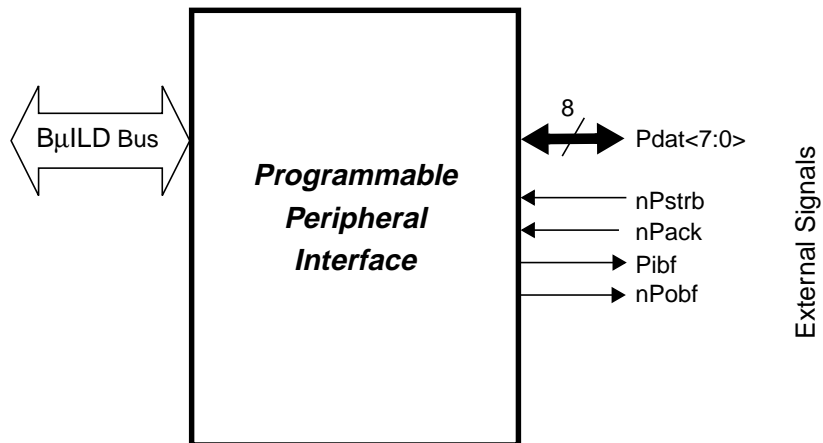 BμILD Bus
Programmable
Peripheral
Interface
8
Pdat<7:0>
nPstrb
nPack
Pibf
nPobf
External Signals